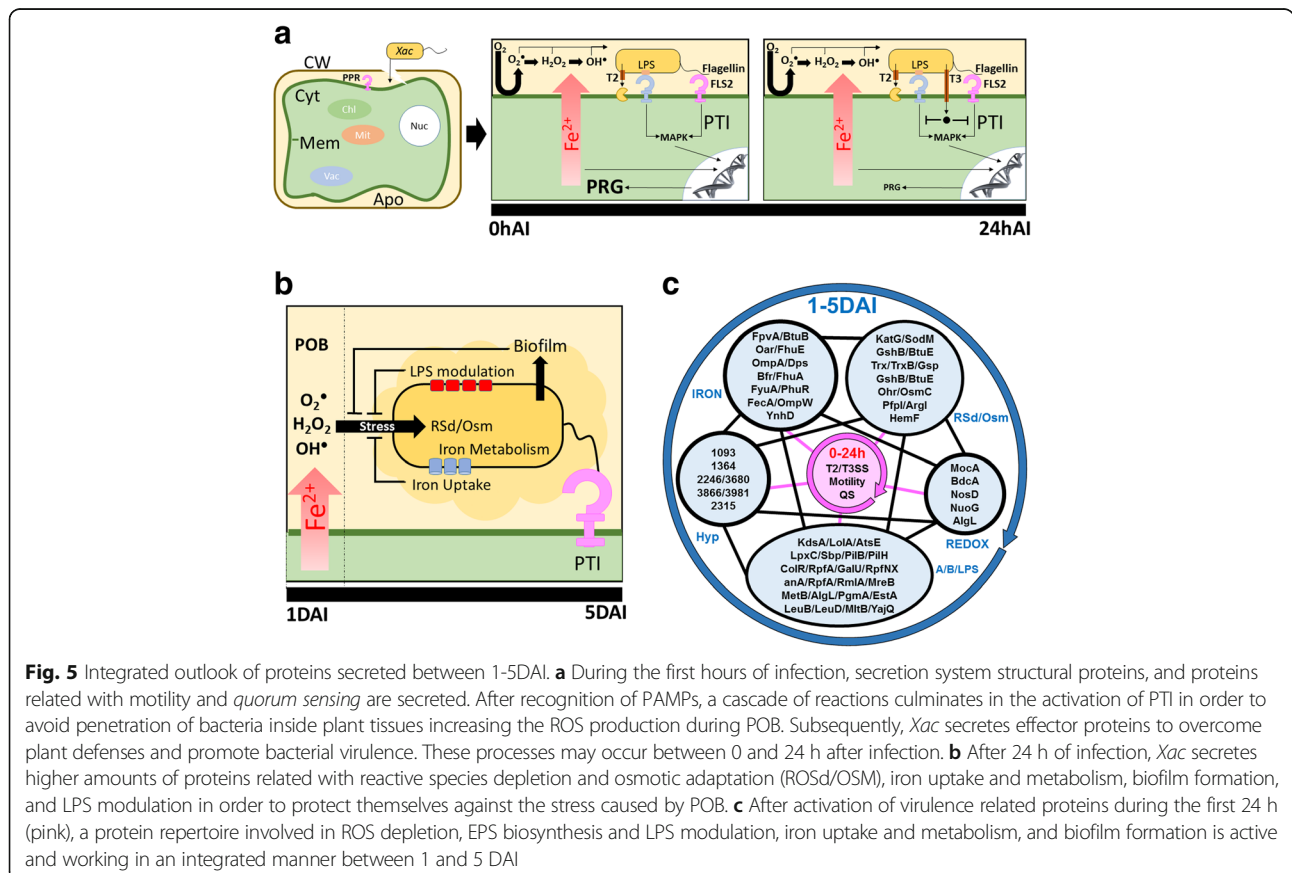 a
Xac
CW
PPR
Cyt
Chl
Mit
Nuc
Mem
Vac
Apo
O2
O2• H2O2 OH•
LPS
T2
Flagellin
FLS2
PTI
MAPK
Fe2+
PRG
O2
O2• H2O2 OH•
LPS
T2
T3
Flagellin
FLS2
PTI
MAPK
Fe2+
PRG
0hAI
24hAI
b
POB
Biofilm
LPS modulation
O2•
H2O2
OH•
Stress
RSd/Osm
Iron Metabolism
Iron Uptake
Fe2+
PTI
1DAI
5DAI
c
1-5DAI
FpvA/BtuB
Oar/FhuE
OmpA/Dps
Bfr/FhuA
FyuA/PhuR
FecA/OmpW
YnhD
IRON
KatG/SodM
GshB/BtuE
Trx/TrxB/Gsp
GshB/BtuE
Ohr/OsmC
PfpI/ArgI
HemF
RSd/Osm
0-24h
T2/T3SS
Motility
QS
1093
1364
2246/3680
3866/3981
2315
Hyp
MocA
BdcA
NosD
NuoG
AlgL
REDOX
KdsA/LolA/AtsE
LpxC/Sbp/PilB/PilH
ColR/RpfA/GalU/RpfNX
anA/RpfA/RmlA/MreB
MetB/AlgL/PgmA/EstA
LeuB/LeuD/MltB/YajQ
A/B/LPS
Fig. 5 Integrated outlook of proteins secreted between 1-5DAI. a During the first hours of infection, secretion system structural proteins, and proteins
related with motility and quorum sensing are secreted. After recognition of PAMPs, a cascade of reactions culminates in the activation of PTI in order to
avoid penetration of bacteria inside plant tissues increasing the ROS production during POB. Subsequently, Xac secretes effector proteins to overcome
plant defenses and promote bacterial virulence. These processes may occur between 0 and 24 h after infection. b After 24 h of infection, Xac secretes
higher amounts of proteins related with reactive species depletion and osmotic adaptation (ROSd/OSM), iron uptake and metabolism, biofilm formation,
and LPS modulation in order to protect themselves against the stress caused by POB. c After activation of virulence related proteins during the first 24 h
(pink), a protein repertoire involved in ROS depletion, EPS biosynthesis and LPS modulation, iron uptake and metabolism, and biofilm formation is active
and working in an integrated manner between 1 and 5 DAI